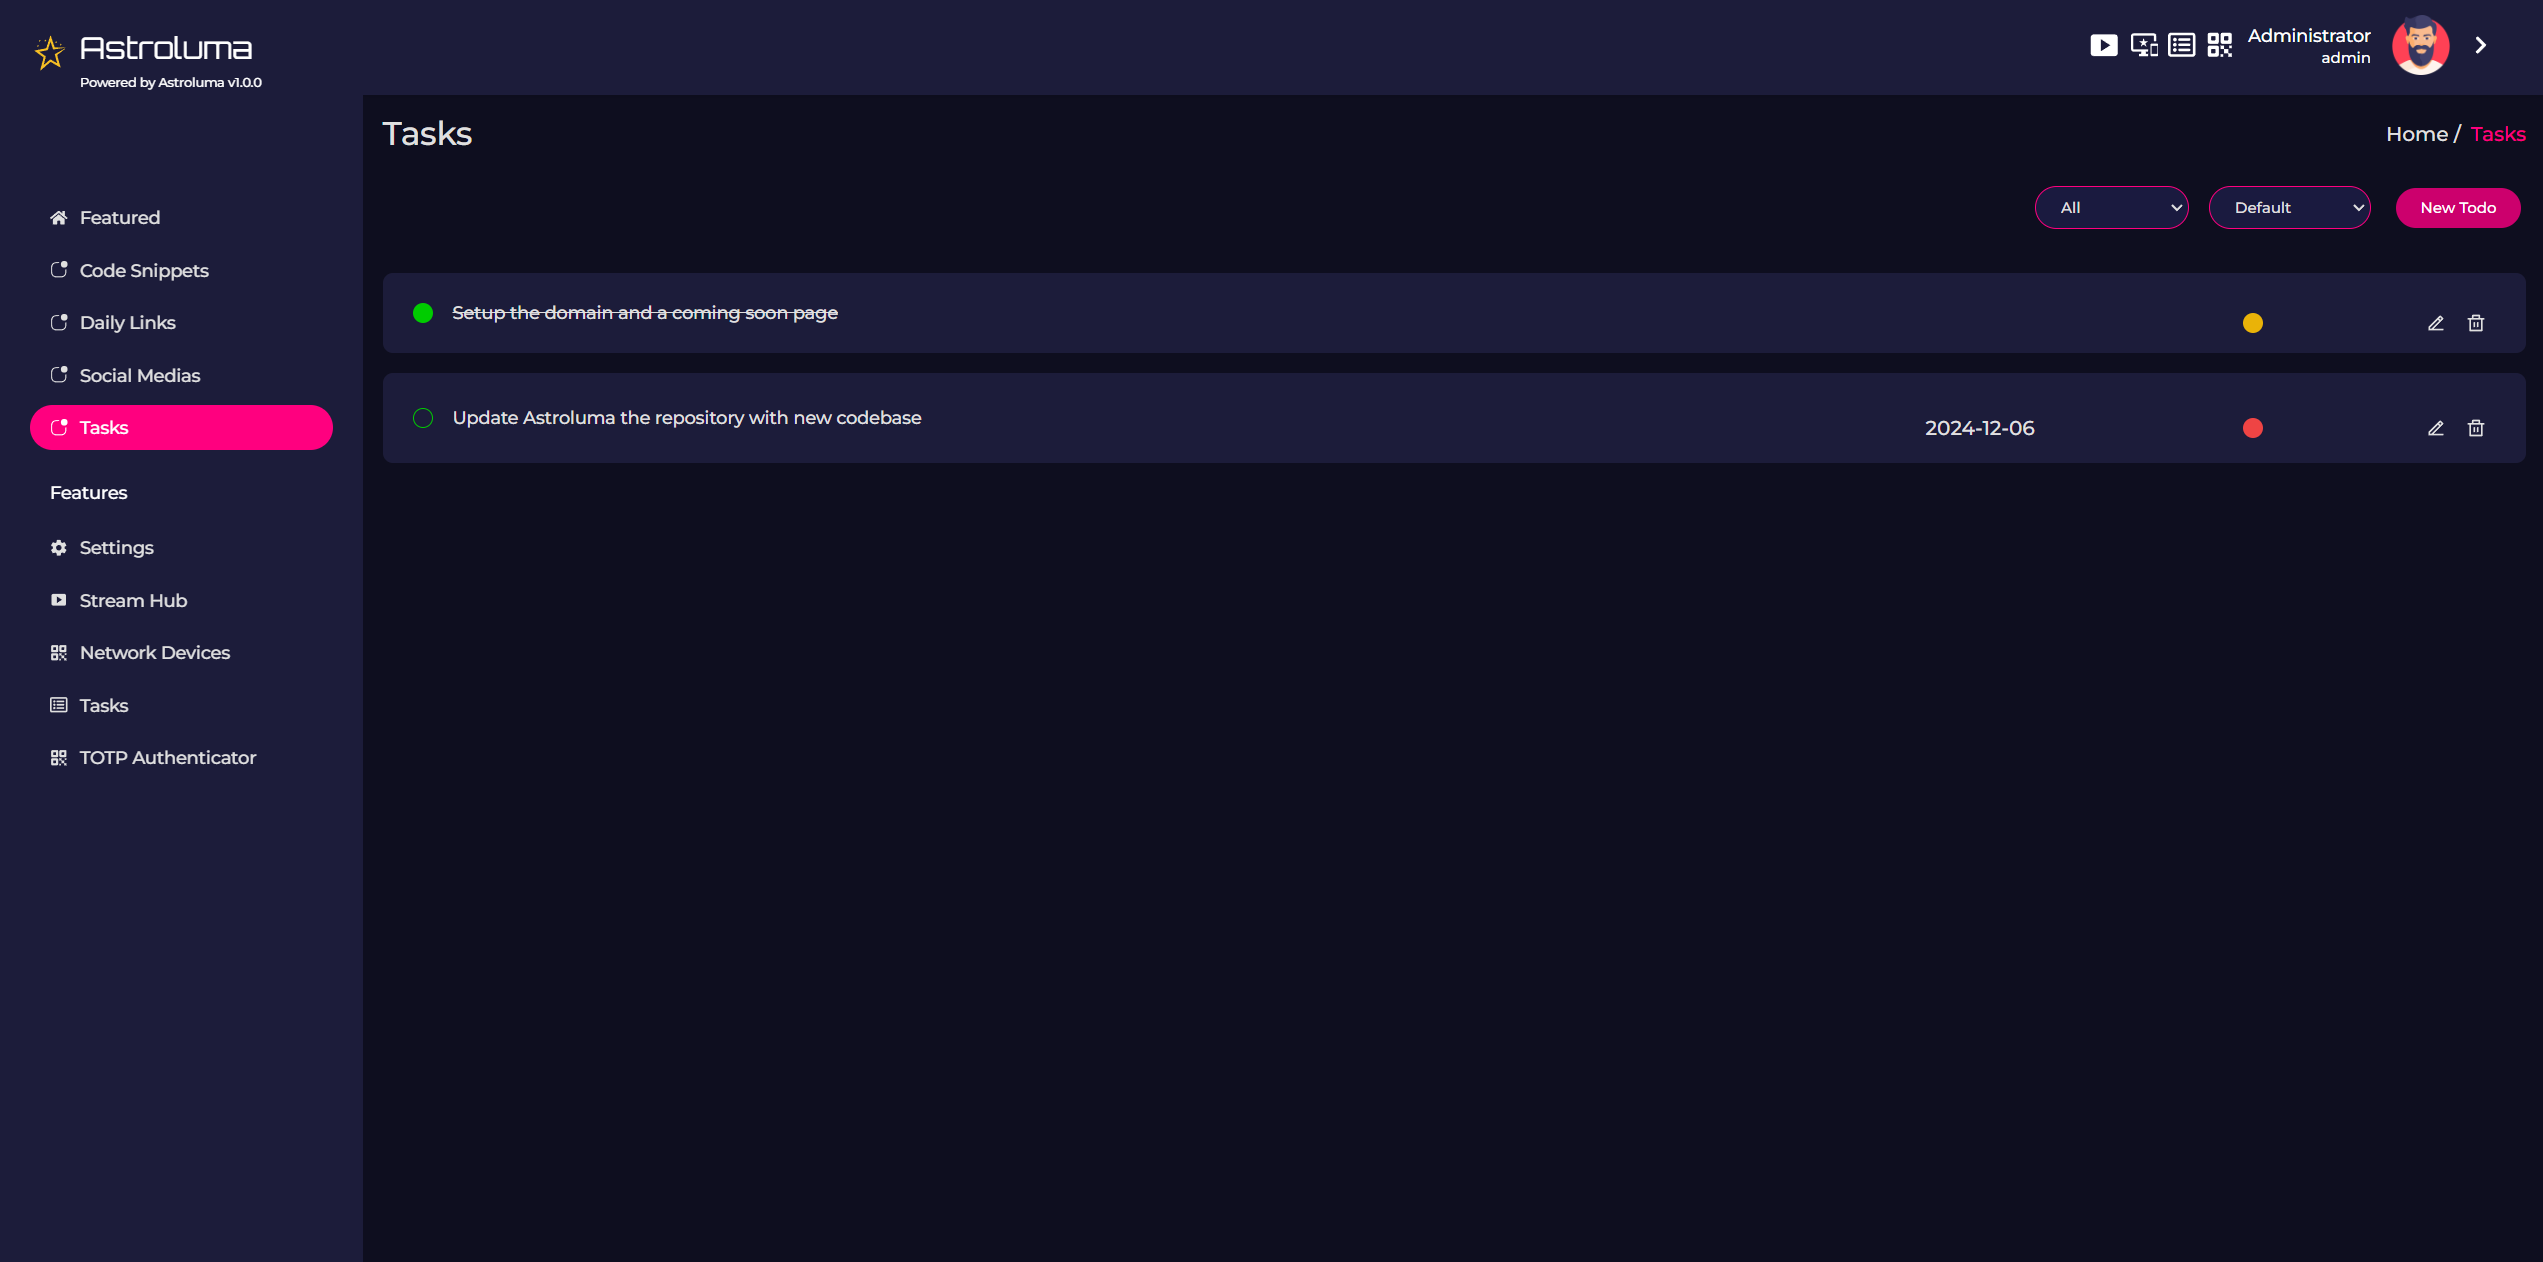 Astroluma
Powered by Astroluma v1.0.0
Administrator
admin
Featured
Code Snippets
Daily Links
Social Medias
Tasks
Features
Settings
Stream Hub
Network Devices
Tasks
TOTP Authenticator
Tasks
Home / Tasks
All
Default
New Todo
Setup the domain and a coming soon page
Update Astroluma the repository with new codebase
2024-12-06